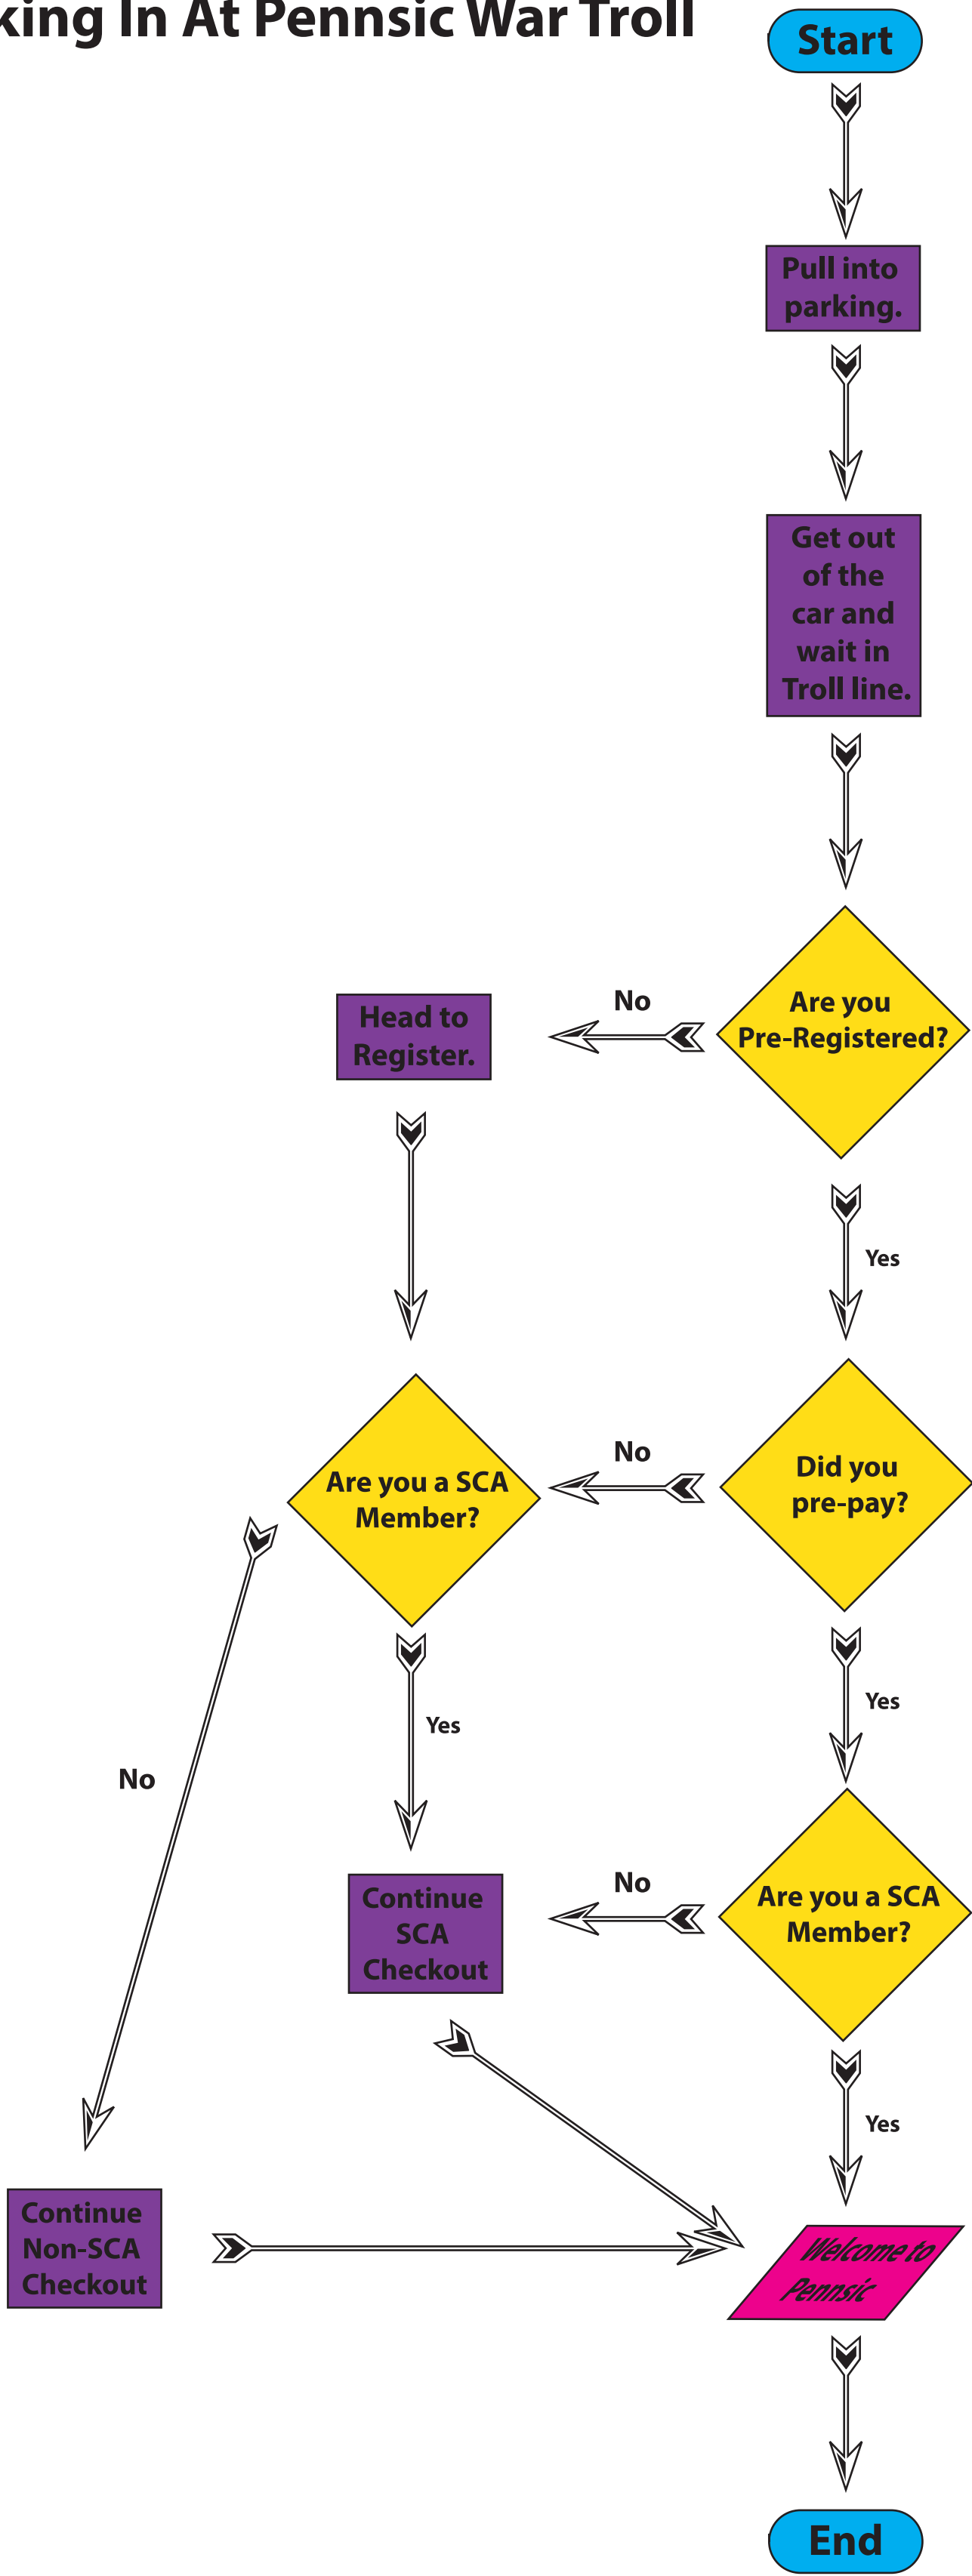 king In At Pennsic War Troll
Start
Pull into
parking.
Get out
of the
car and
wait in
Troll line.
Are you
Pre-Registered?
No
Head to
Register.
Yes
Did you
pre-pay?
No
Are you a SCA
Member?
Yes
Yes
No
Are you a SCA
Member?
No
Continue
SCA
Checkout
Yes
Continue
Non-SCA
Checkout
Welcome to
Pennsic
End